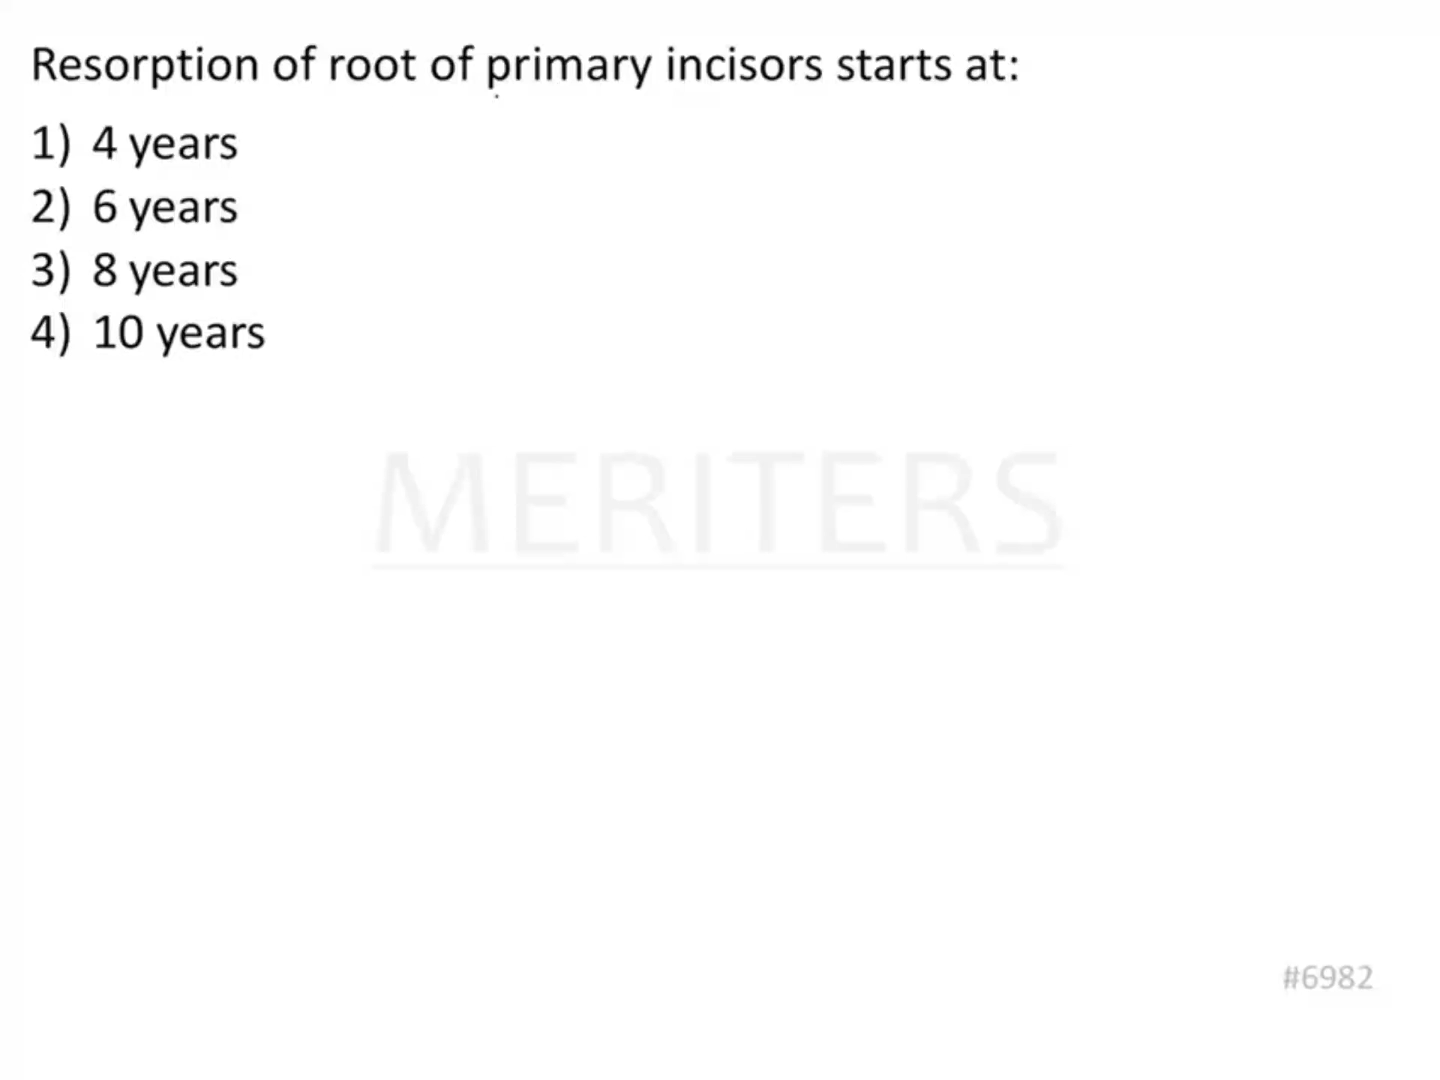 Resorption of root of primary incisors starts at:
1) 4 years
2) 6 years
3) 8 years
4) 10 years
MERITERS
#6982